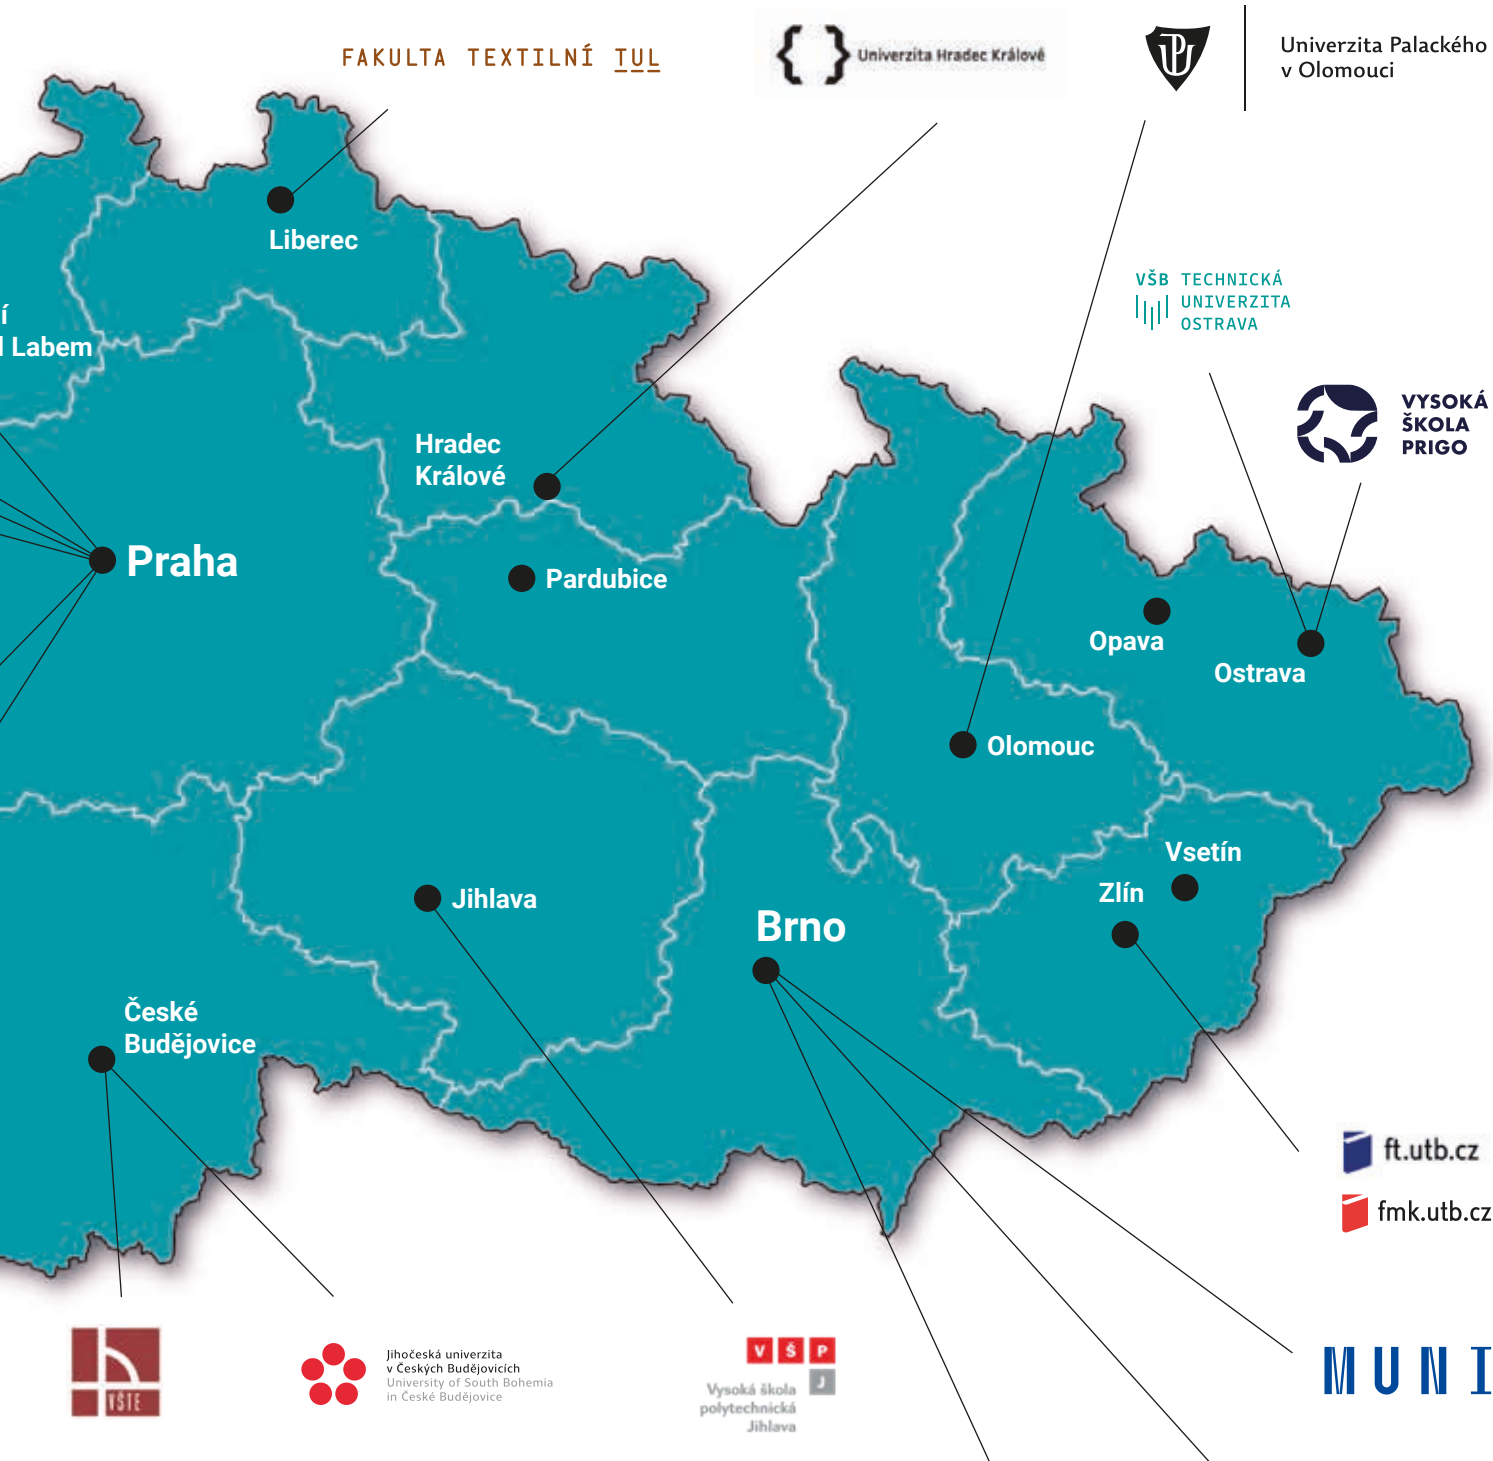 FAKULTA TEXTILNÍ TUL
Univerzita Hradec Králové
Univerzita Palackého
v Olomouci
Liberec
VŠB TECHNICKÁ
UNIVERZITA
OSTRAVA
í
Labem
VYSOKÁ
ŠKOLA
PRIGO
Hradec
Králové
Praha
Pardubice
Opava
Ostrava
Olomouc
Vsetín
Zlín
Jihlava
Brno
České
Budějovice
ft.utb.cz
fmk.utb.cz
VŠTE
Jihočeská univerzita
v Českých Budějovicích
University of South Bohemia
in České Budějovice
V Š P
J
Vysoká škola
polytechnická
Jihlava
MUNI